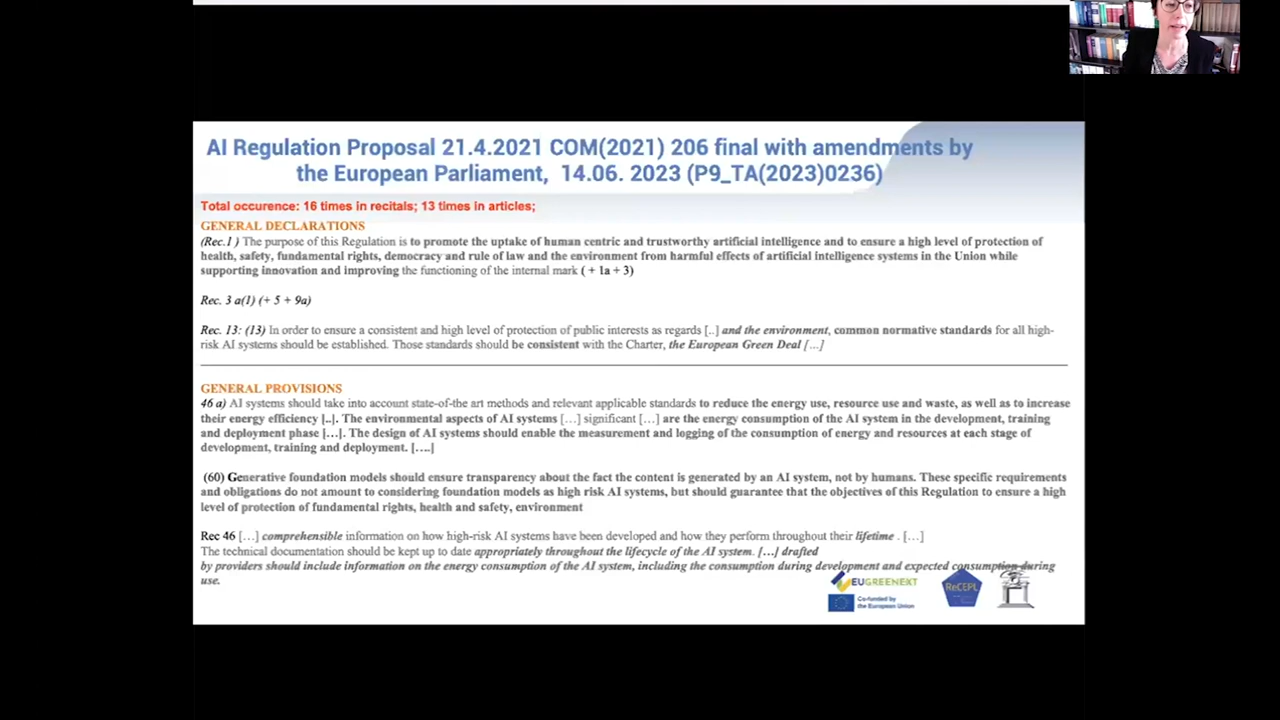 AI Regulation Proposal 21.4.2021 COM(2021) 206 final with amendments by
the European Parliament, 14.06. 2023 (P9_TA(2023)0236)
Total occurence: 16 times in recitals; 13 times in articles;
GENERAL DECLARATIONS
(Rec.1 ) The purpose of this Regulation is to promote the uptake of human centric and trustworthy artificial intelligence and to ensure a high level of protection of
health, safety, fundamental rights, democracy and rule of law and the environment from harmful effects of artificial intelligence systems in the Union while
supporting innovation and improving the functioning of the internal mark ( + 1a + 3)
Rec. 3 a(1) (+ 5 + 9a)
Rec. 13: (13) In order to ensure a consistent and high level of protection of public interests as regards [..] and the environment, common normative standards for all high-
risk AI systems should be established. Those standards should be consistent with the Charter, the European Green Deal [...]
GENERAL PROVISIONS
46 a) AI systems should take into account state-of-the art methods and relevant applicable standards to reduce the energy use, resource use and waste, as well as to increase
their energy efficiency [..]. The environmental aspects of AI systems […] significant […] are the energy consumption of the AI system in the development, training
and deployment phase […]. The design of AI systems should enable the measurement and logging of the consumption of energy and resources at each stage of
development, training and deployment. [….]
(60) Generative foundation models should ensure transparency about the fact the content is generated by an AI system, not by humans. These specific requirements
and obligations do not amount to considering foundation models as high risk AI systems, but should guarantee that the objectives of this Regulation to ensure a high
level of protection of fundamental rights, health and safety, environment
Rec 46 […] comprehensible information on how high-risk AI systems have been developed and how they perform throughout their lifetime . […]
The technical documentation should be kept up to date appropriately throughout the lifecycle of the AI system. […] drafted
by providers should include information on the energy consumption of the AI system, including the consumption during development and expected consumption during
use.
EUGREENEXT
Co-funded by
the European Union
ReCEPL